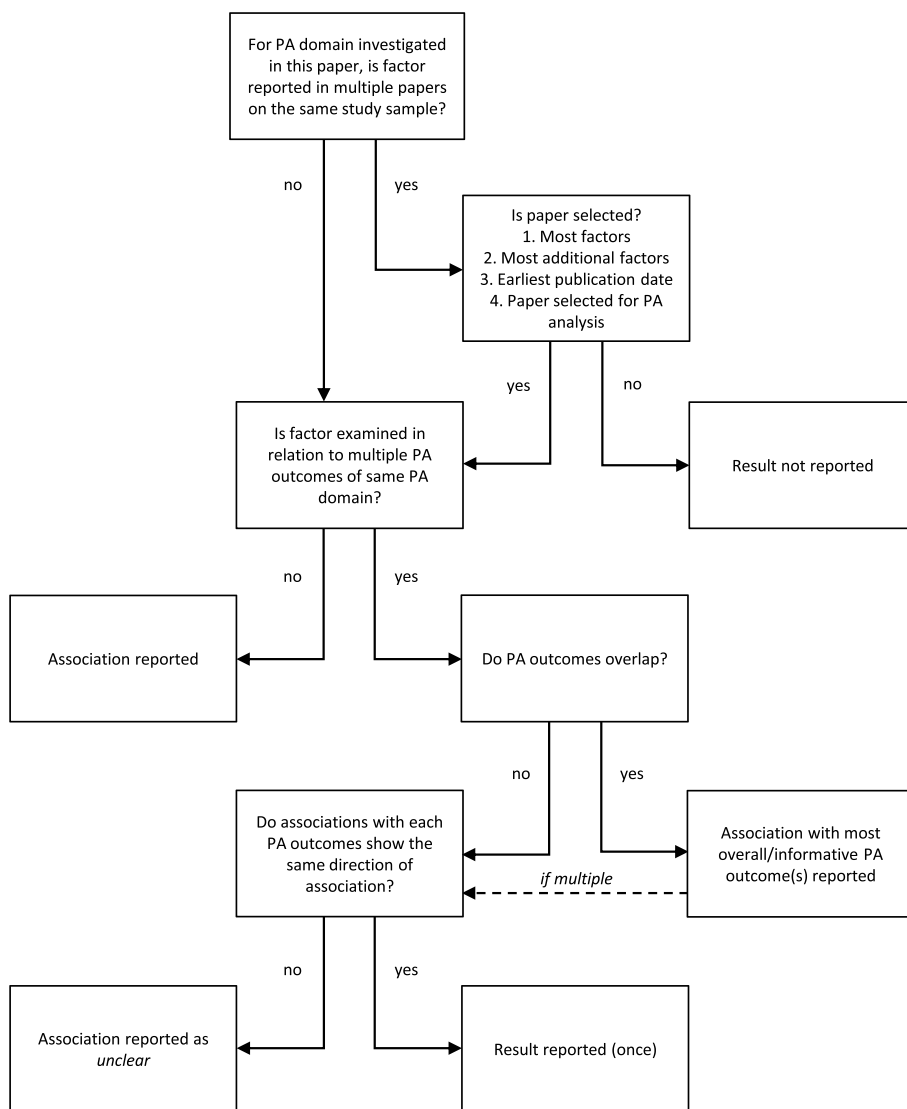 For PA domain investigated
in this paper, is factor
reported in multiple papers
on the same study sample?
no
yes
Is paper selected?
1. Most factors
2. Most additional factors
3. Earliest publication date
4. Paper selected for PA
analysis
yes
no
Is factor examined in
relation to multiple PA
outcomes of same PA
domain?
Result not reported
no
yes
Association reported
Do PA outcomes overlap?
no
yes
Do associations with each
PA outcomes show the
same direction of
association?
Association with most
overall/informative PA
outcome(s) reported
if multiple
no
yes
Association reported as
unclear
Result reported (once)